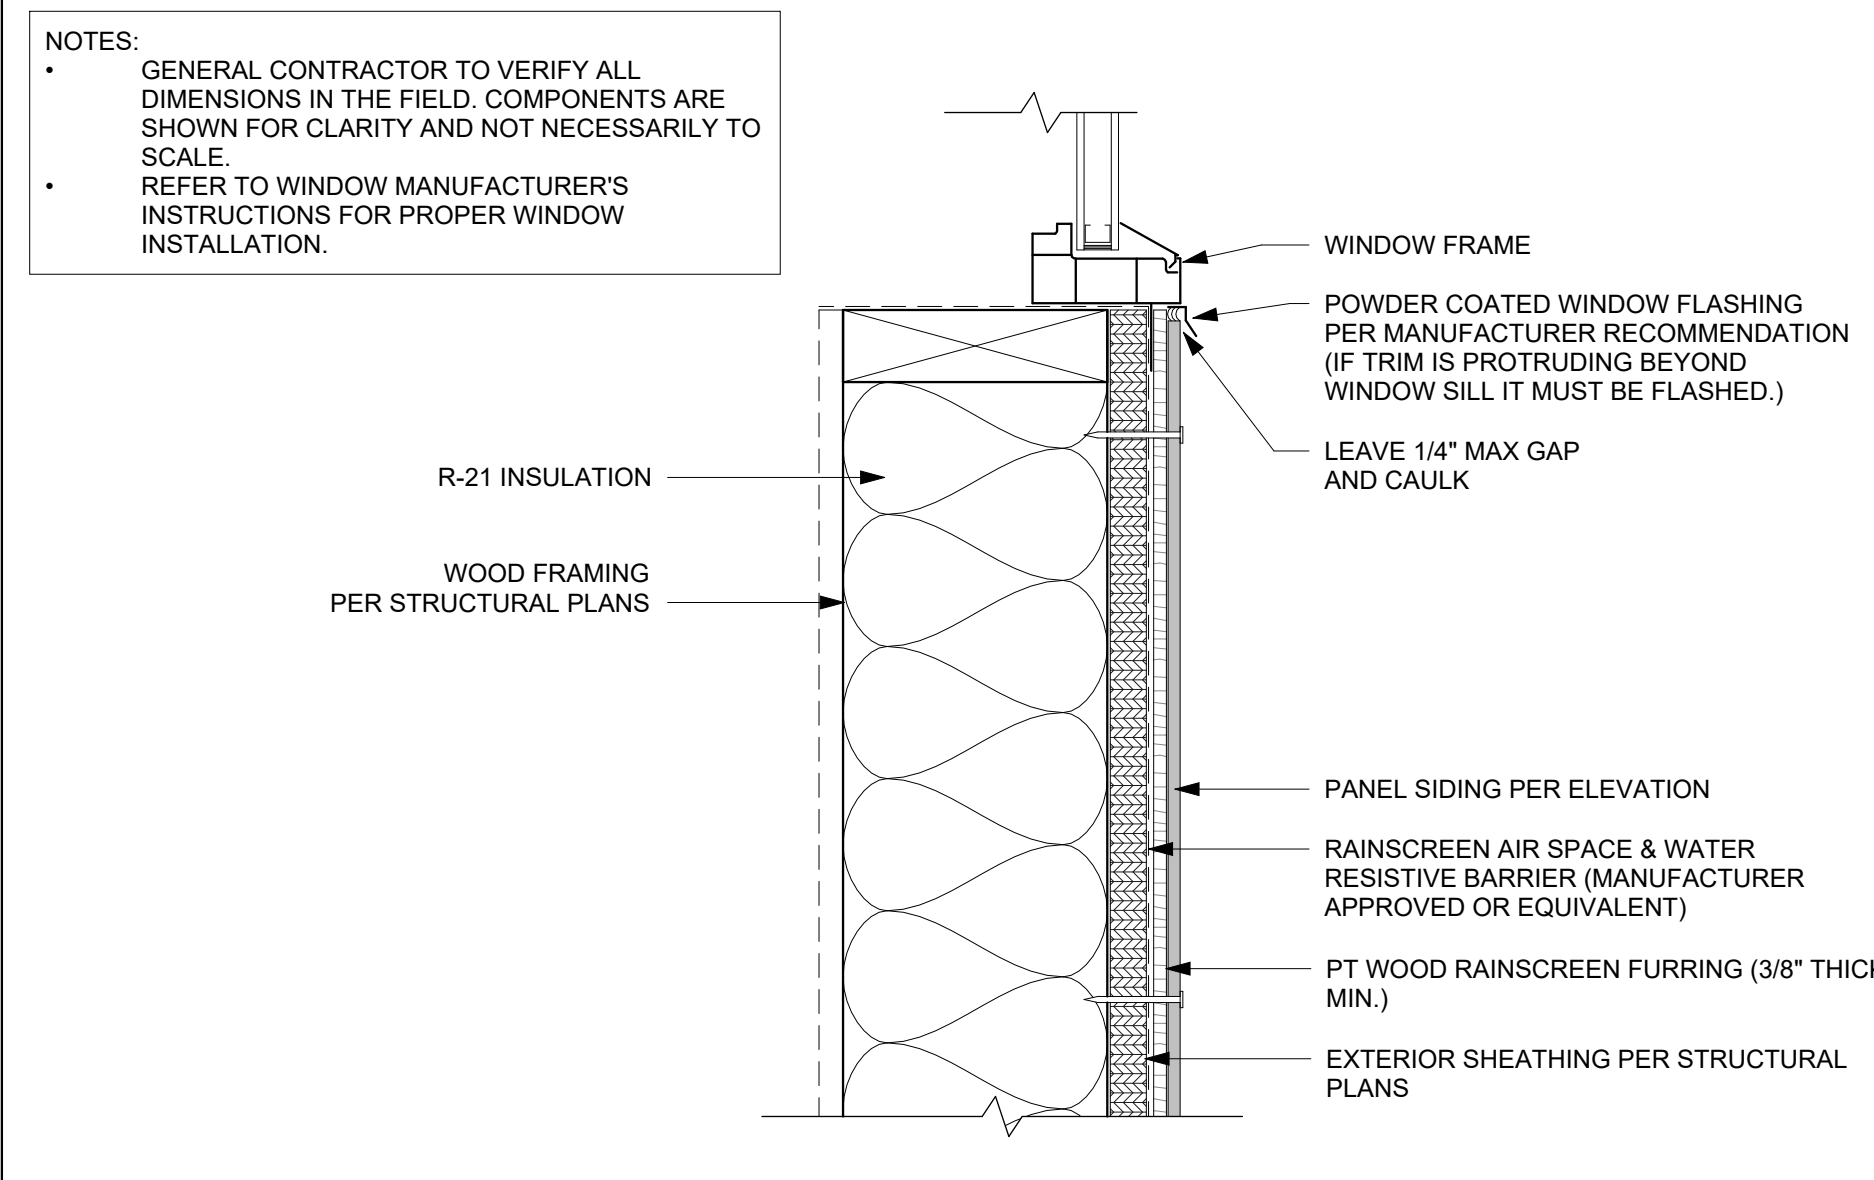 NOTES:
• GENERAL CONTRACTOR TO VERIFY ALL
DIMENSIONS IN THE FIELD. COMPONENTS ARE
SHOWN FOR CLARITY AND NOT NECESSARILY TO
SCALE.
• REFER TO WINDOW MANUFACTURER'S
INSTRUCTIONS FOR PROPER WINDOW
INSTALLATION.
WINDOW FRAME
POWDER COATED WINDOW FLASHING
PER MANUFACTURER RECOMMENDATION
(IF TRIM IS PROTRUDING BEYOND
WINDOW SILL IT MUST BE FLASHED.)
LEAVE 1/4" MAX GAP
AND CAULK
R-21 INSULATION
WOOD FRAMING
PER STRUCTURAL PLANS
PANEL SIDING PER ELEVATION
RAINSCREEN AIR SPACE & WATER
RESISTIVE BARRIER (MANUFACTURER
APPROVED OR EQUIVALENT)
PT WOOD RAINSCREEN FURRING (3/8" THICK
MIN.)
EXTERIOR SHEATHING PER STRUCTURAL
PLANS